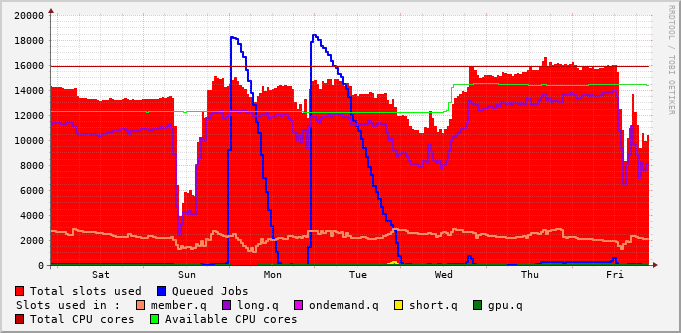 20000
18000
16000
14000
12000
10000
8000
6000
4000
2000
0
Sat Sun Mon Tue Wed Thu Fri
RRDTOOL / TOBI OETIKER
Total slots used Queued Jobs
Slots used in : member.q long.q ondemand.q short.q gpu.q
Total CPU cores Available CPU cores